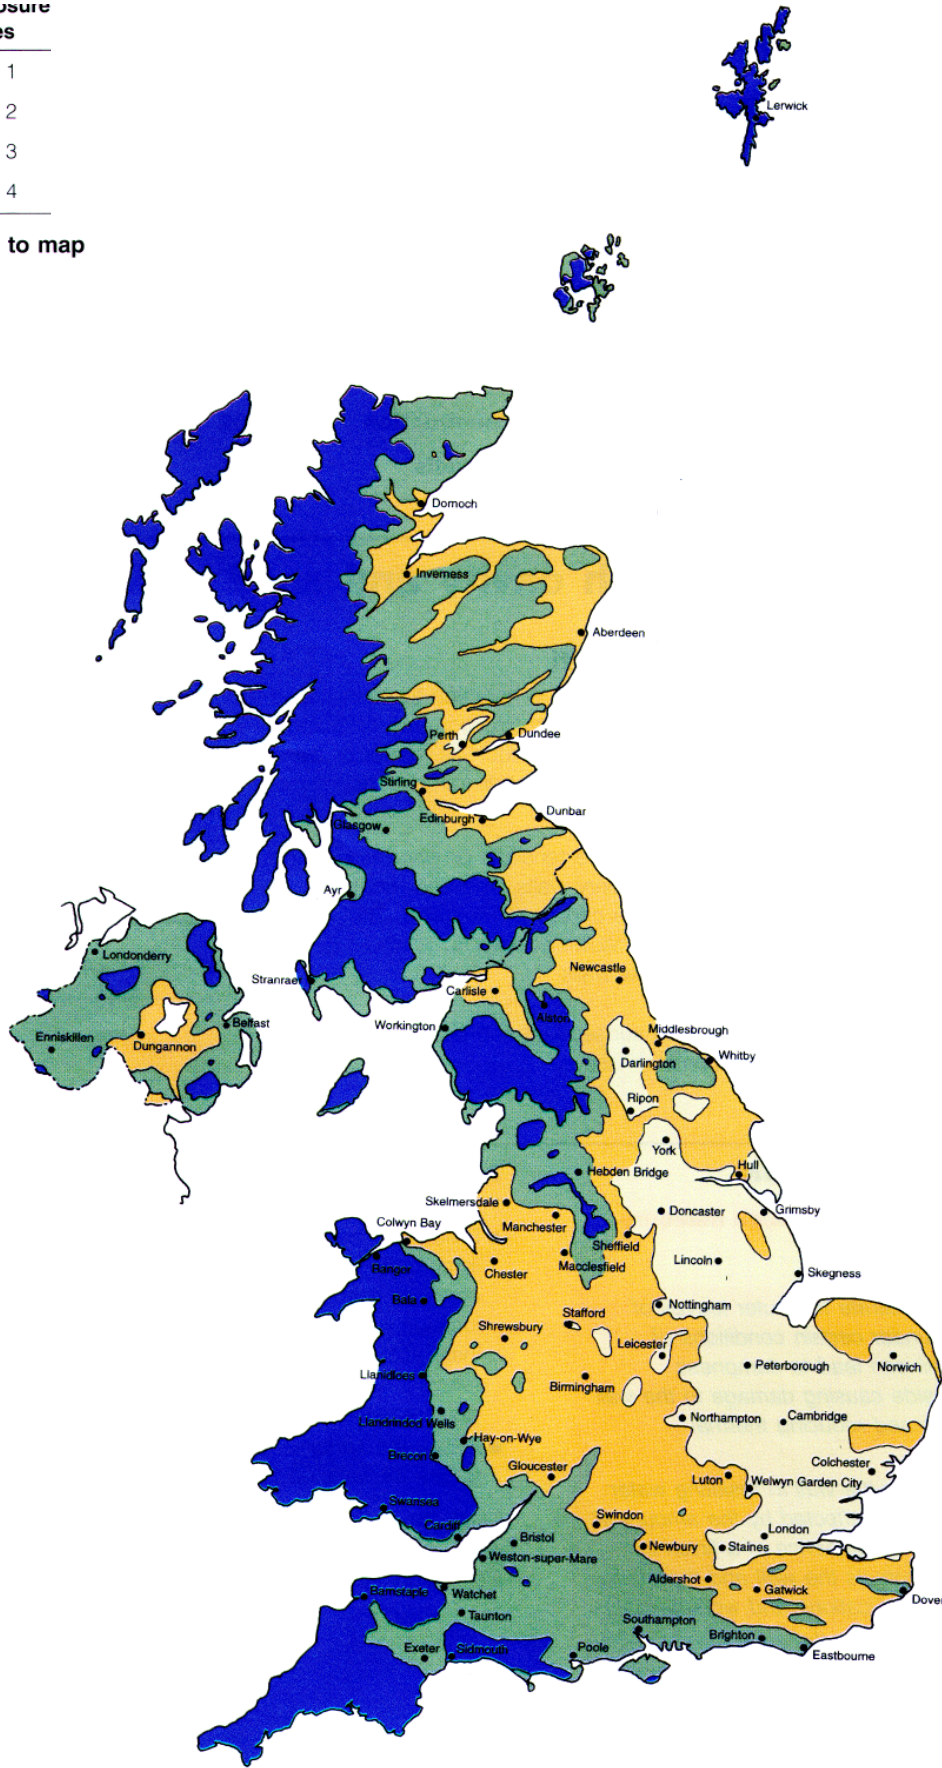 es
1
2
3
4
to map
Lerwick
Dornoch
Inverness
Aberdeen
Perth
Dundee
Stirling
Edinburgh
Dunbar
Glasgow
Ayr
Londonderry
Stranraer
Newcastle
Carlisle
Alston
Belfast
Workington
Enniskillen
Dungannon
Middlesbrough
Whitby
Darlington
Ripon
York
Hull
Hebden Bridge
Skelmersdale
Doncaster
Grimsby
Manchester
Colwyn Bay
Sheffield
Macclesfield
Lincoln
Bangor
Chester
Skegness
Bala
Nottingham
Stafford
Shrewsbury
Leicester
Peterborough
Norwich
Llanidloes
Birmingham
Northampton
Cambridge
Llandrindod Wells
Hay-on-Wye
Brecon
Gloucester
Colchester
Luton
Welwyn Garden City
Swansea
Swindon
Cardiff
London
Bristol
Newbury
Staines
Weston-super-Mare
Aldershot
Gatwick
Barnstaple
Watchet
Dover
Taunton
Southampton
Brighton
Exeter
Sidmouth
Poole
Eastbourne